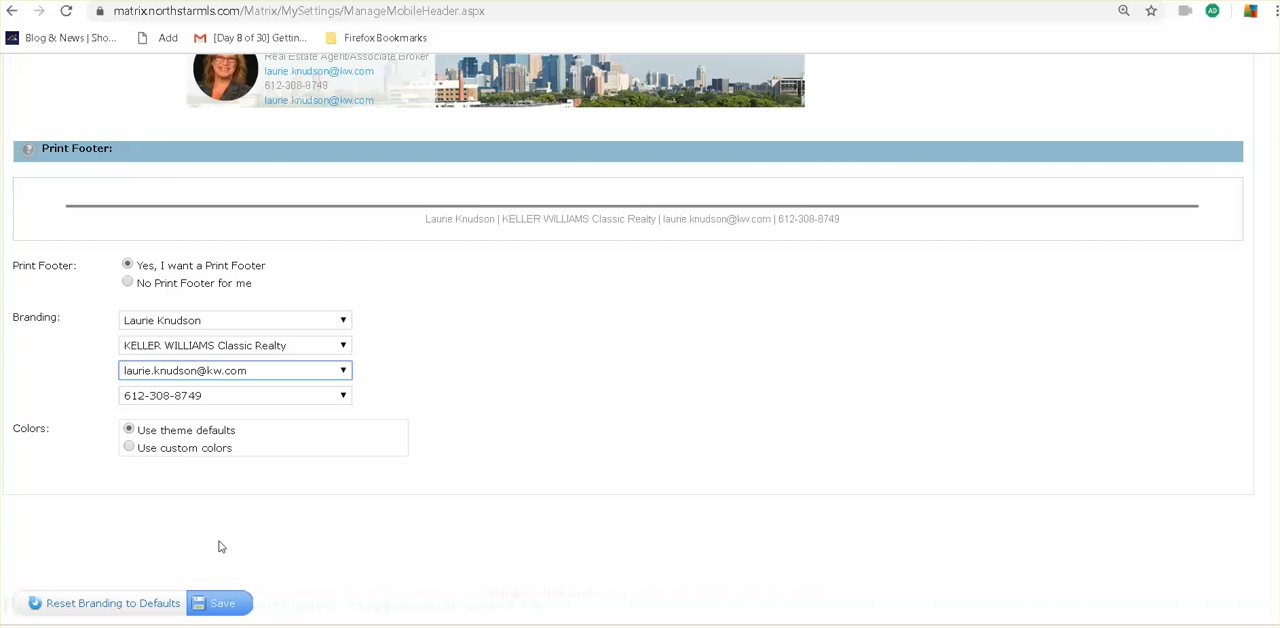 matrix.northstarmls.com/Matrix/MySettings/ManageMobileHeader.aspx
AD
Blog & News | Sho...
Add
[Day 8 of 30] Gettin...
Firefox Bookmarks
Real Estate Agent/Associate Broker
laurie.knudson@kw.com
612-308-8749
laurie.knudson@kw.com
? Print Footer:
Laurie Knudson | KELLER WILLIAMS Classic Realty | laurie.knudson@kw.com | 612-308-8749
Print Footer:
Yes, I want a Print Footer
No Print Footer for me
Branding:
Laurie Knudson
KELLER WILLIAMS Classic Realty
laurie.knudson@kw.com
612-308-8749
Colors:
Use theme defaults
Use custom colors
Reset Branding to Defaults
Save